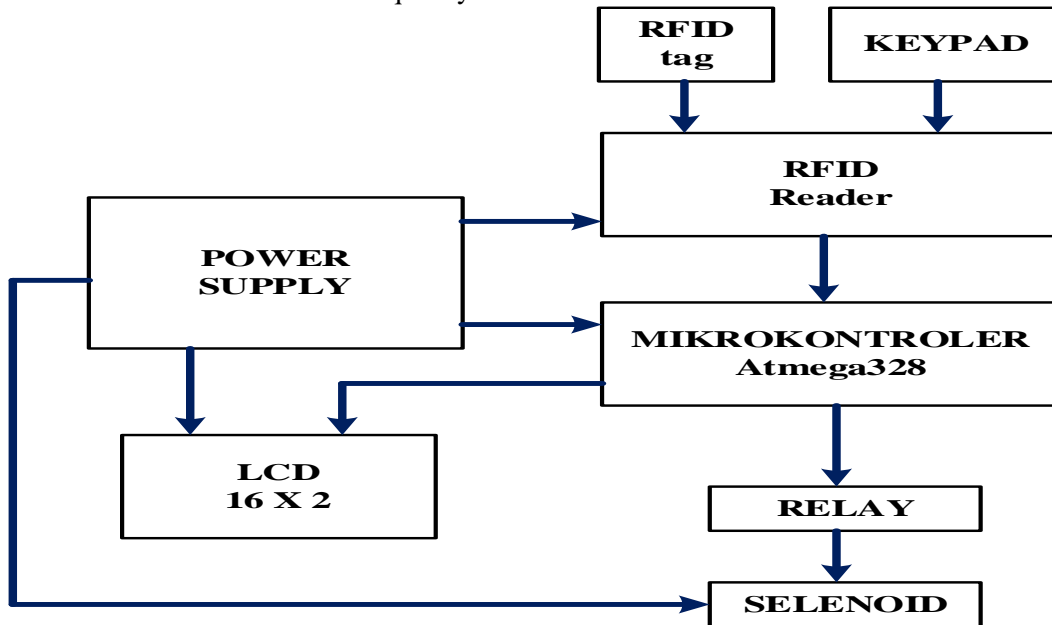 RFID
tag
KEYPAD
RFID
Reader
POWER
SUPPLY
MIKROKONTROLER
Atmega328
LCD
16 X 2
RELAY
SELENOID